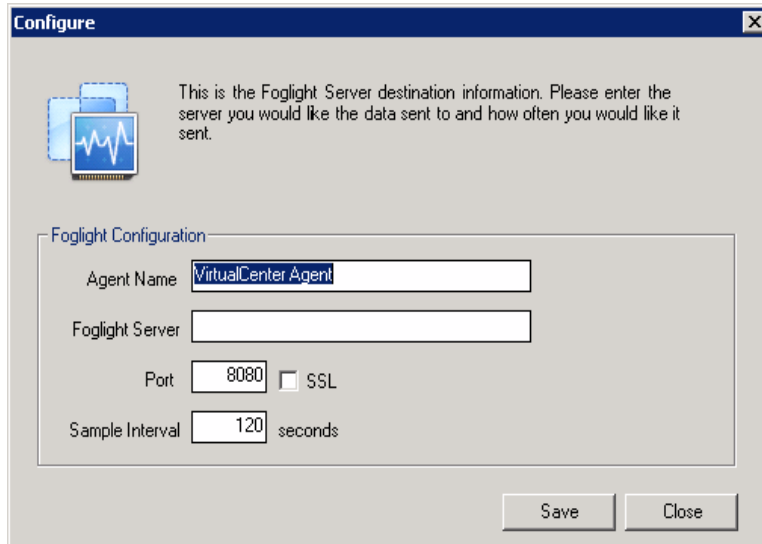 Configure
This is the Foglight Server destination information. Please enter the
server you would like the data sent to and how often you would like it
sent.
Foglight Configuration
Agent Name VirtualCenter Agent
Foglight Server
Port 8080 SSL
Sample Interval 120 seconds
Save Close